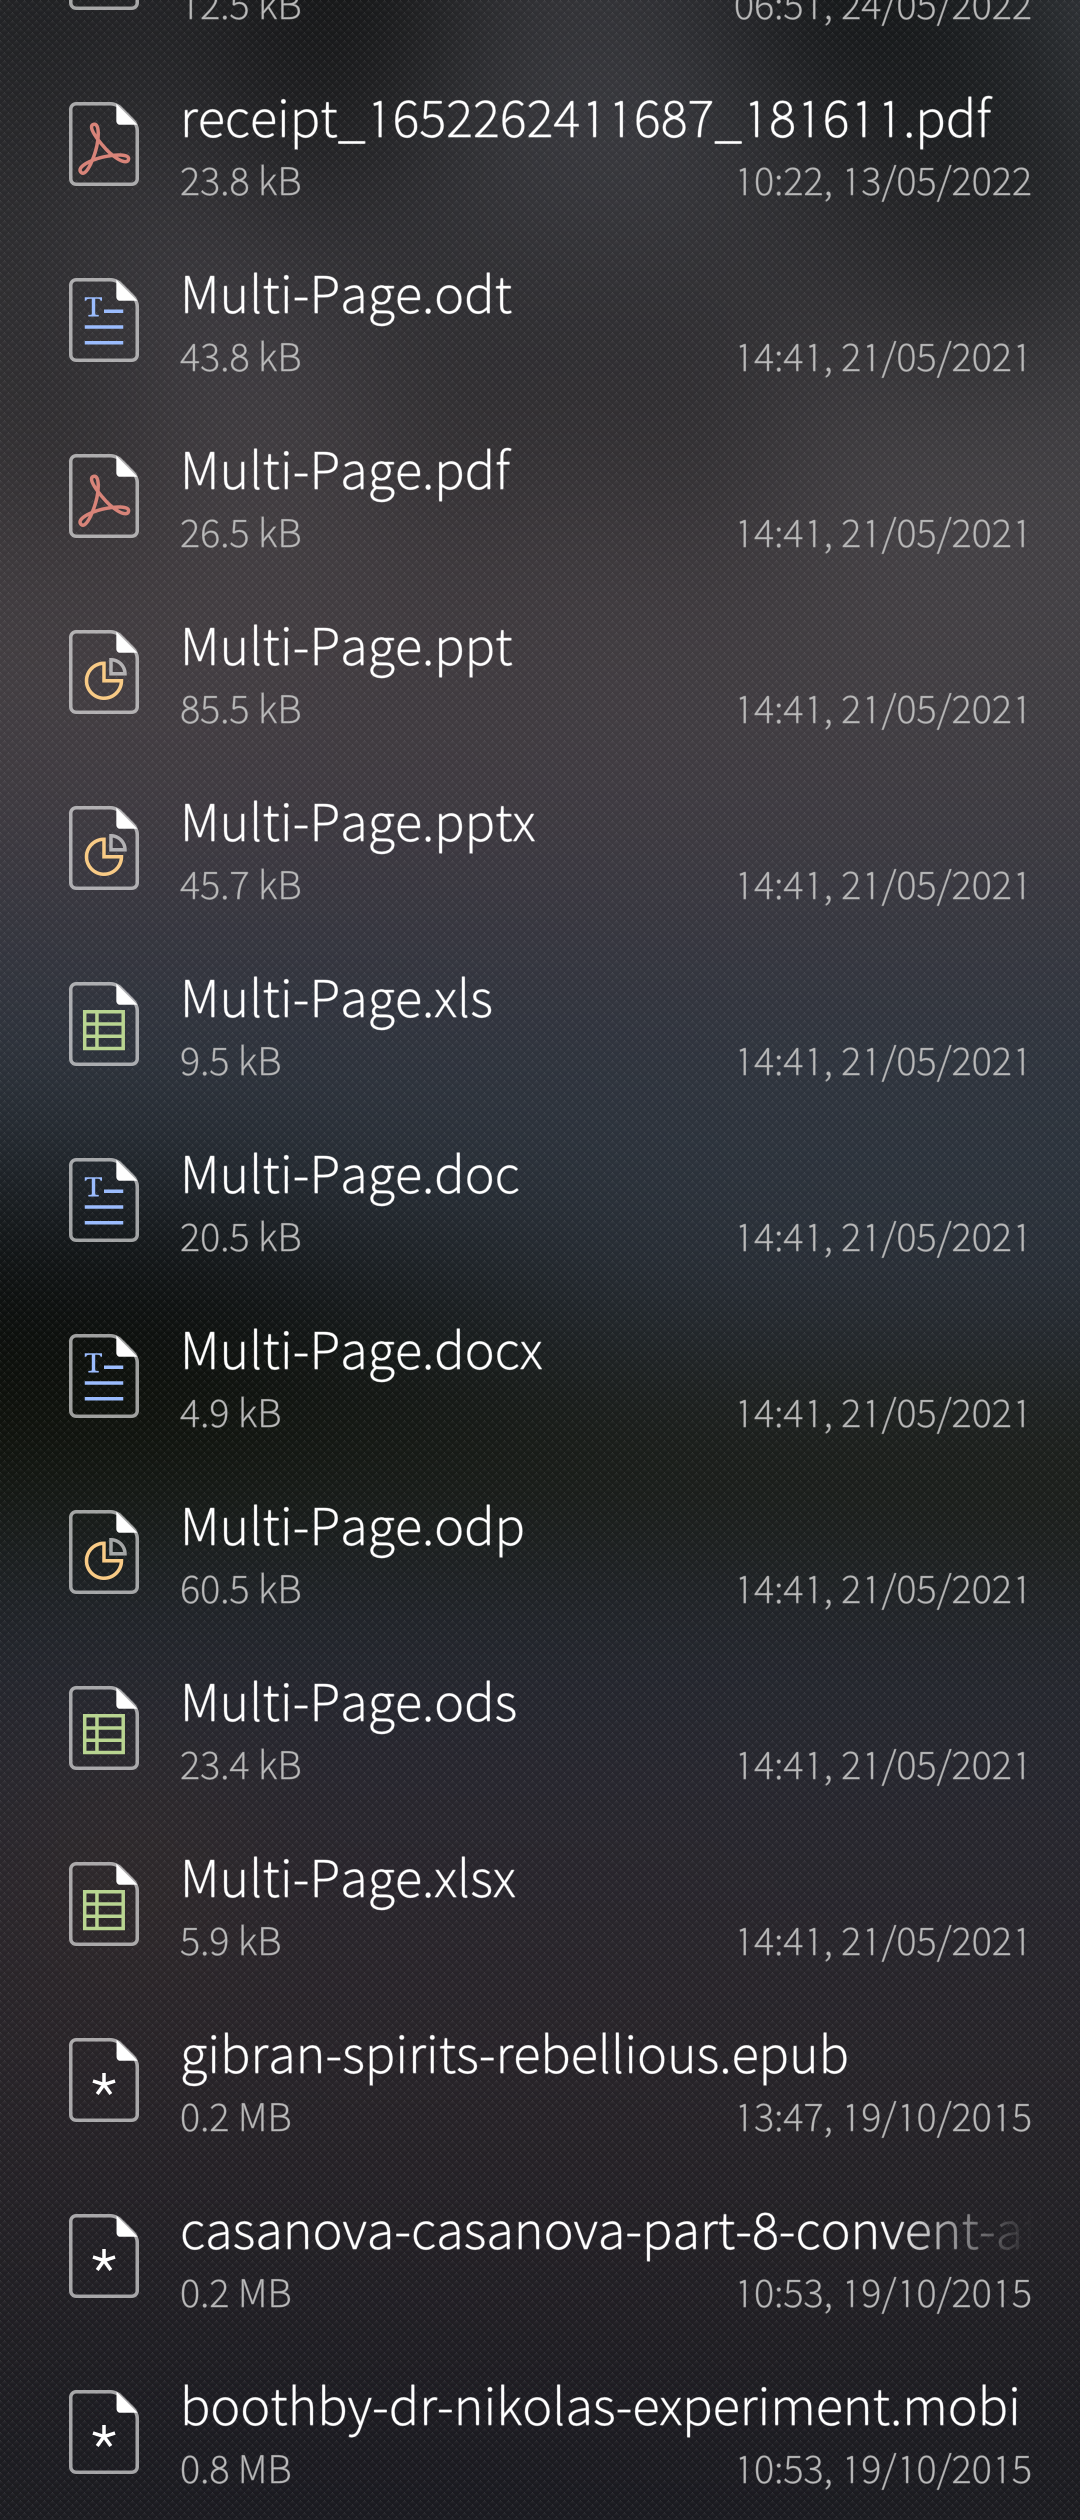 12.5 kB 06:51, 24/05/2022
receipt_1652262411687_181611.pdf
23.8 kB 10:22, 13/05/2022
Multi-Page.odt
43.8 kB 14:41, 21/05/2021
Multi-Page.pdf
26.5 kB 14:41, 21/05/2021
Multi-Page.ppt
85.5 kB 14:41, 21/05/2021
Multi-Page.pptx
45.7 kB 14:41, 21/05/2021
Multi-Page.xls
9.5 kB 14:41, 21/05/2021
Multi-Page.doc
20.5 kB 14:41, 21/05/2021
Multi-Page.docx
4.9 kB 14:41, 21/05/2021
Multi-Page.odp
60.5 kB 14:41, 21/05/2021
Multi-Page.ods
23.4 kB 14:41, 21/05/2021
Multi-Page.xlsx
5.9 kB 14:41, 21/05/2021
gibran-spirits-rebellious.epub
0.2 MB 13:47, 19/10/2015
casanova-casanova-part-8-convent-a
0.2 MB 10:53, 19/10/2015
boothby-dr-nikolas-experiment.mobi
0.8 MB 10:53, 19/10/2015